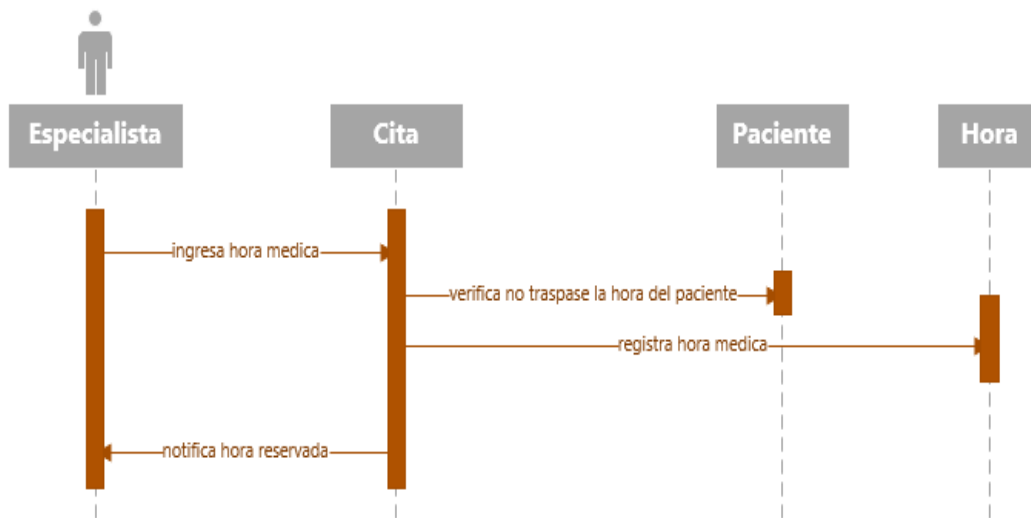 Especialista
Cita
Paciente
Hora
ingresa hora medica
verifica no traspase la hora del paciente
registra hora medica
notifica hora reservada